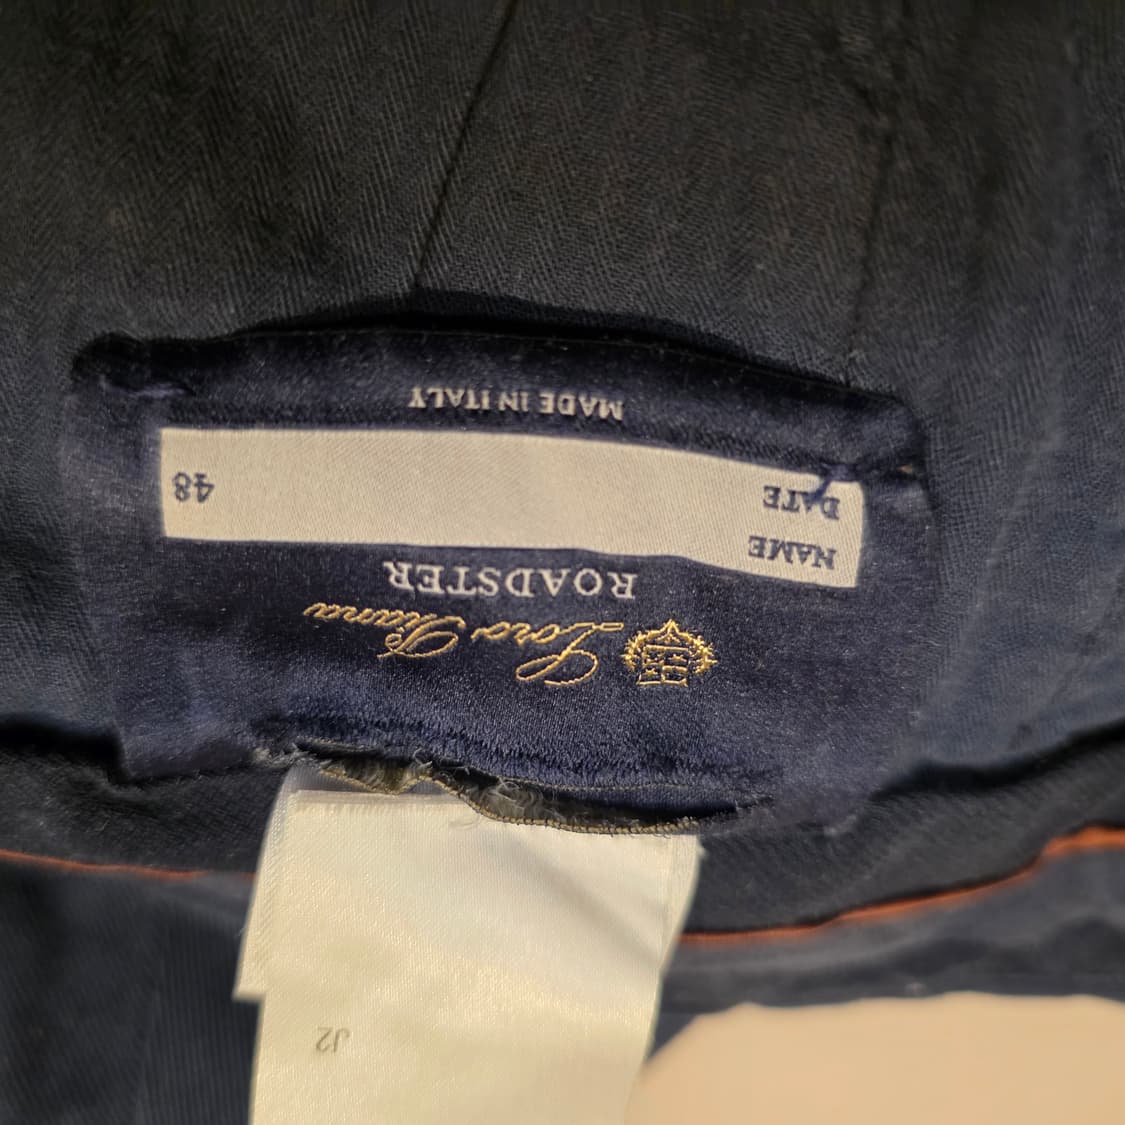 Loro Piana
ROADSTER
NAME
DATE
48
MADE IN ITALY
J2